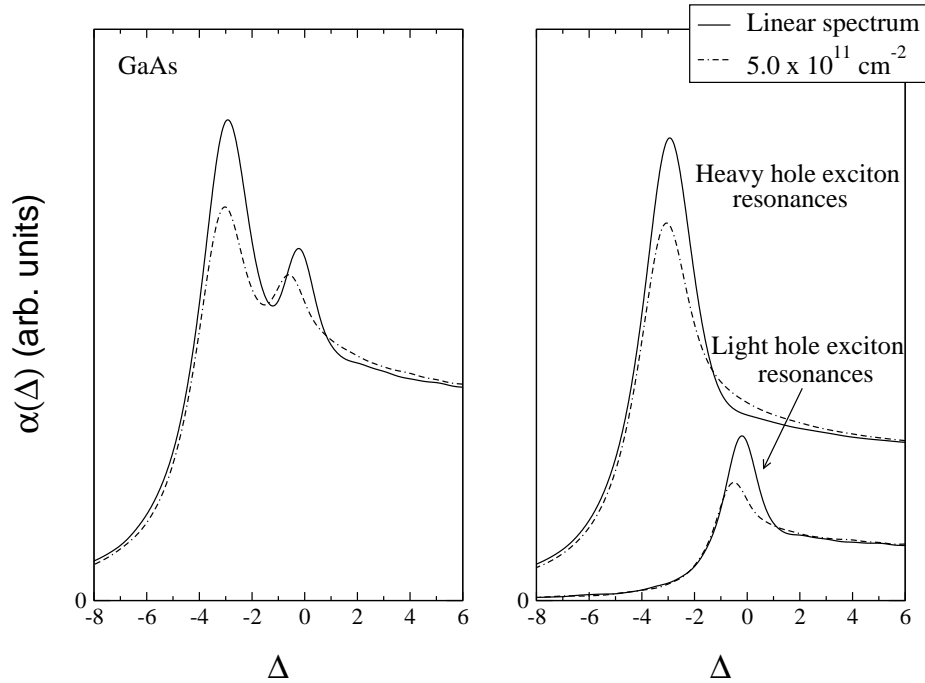 Linear spectrum
5.0 x 10^11 cm^-2
GaAs
Heavy hole exciton
resonances
Light hole exciton
resonances
α(Δ) (arb. units)
0
-8 -6 -4 -2 0 2 4 6
Δ
0
-8 -6 -4 -2 0 2 4 6
Δ